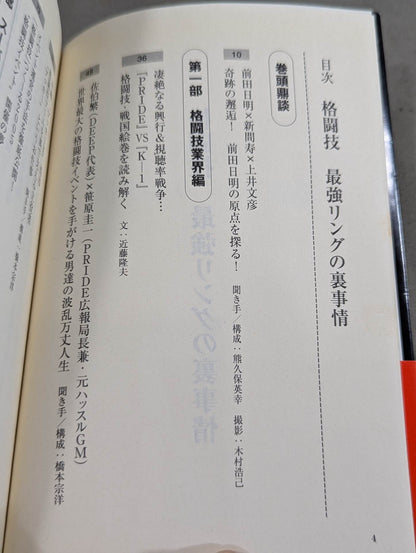 目次　格闘技　最強リングの裏事情
巻頭鼎談
10
前田日明×新間寿×上井文彦
奇跡の邂逅！　前田日明の原点を探る！
聞き手／構成：熊久保英幸　撮影：木村浩己
第一部　格闘技業界編
36
凄絶なる興行&視聴率戦争…
『PRIDE』VS『K-1』
格闘技・戦国絵巻を読み解く　文：近藤隆夫
48
佐伯繁（DEEP代表）×笹原圭一（PRIDE広報局長兼・元ハッスルGM）
世界最大の格闘技イベントを手がける男達の波乱万丈人生　聞き手／構成：橋本宗洋
4